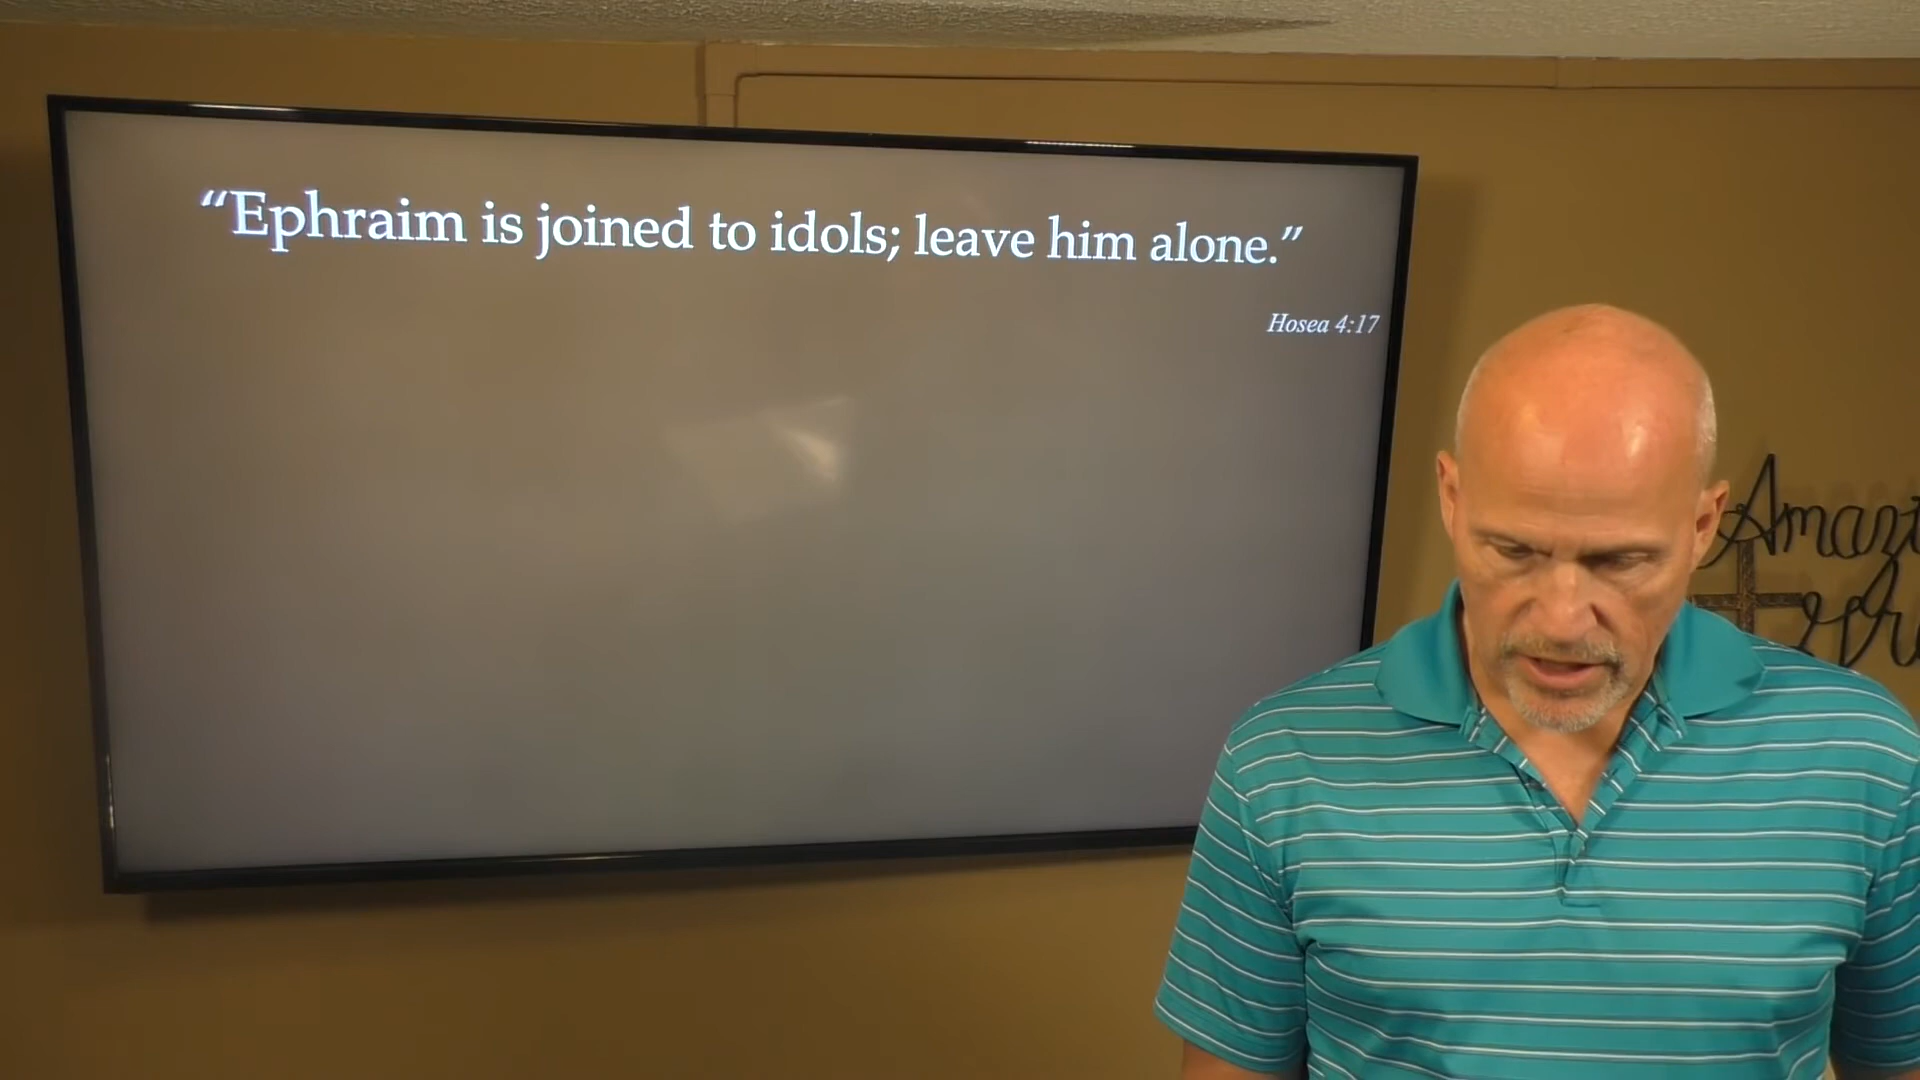 “Ephraim is joined to idols; leave him alone.”
Hosea 4:17